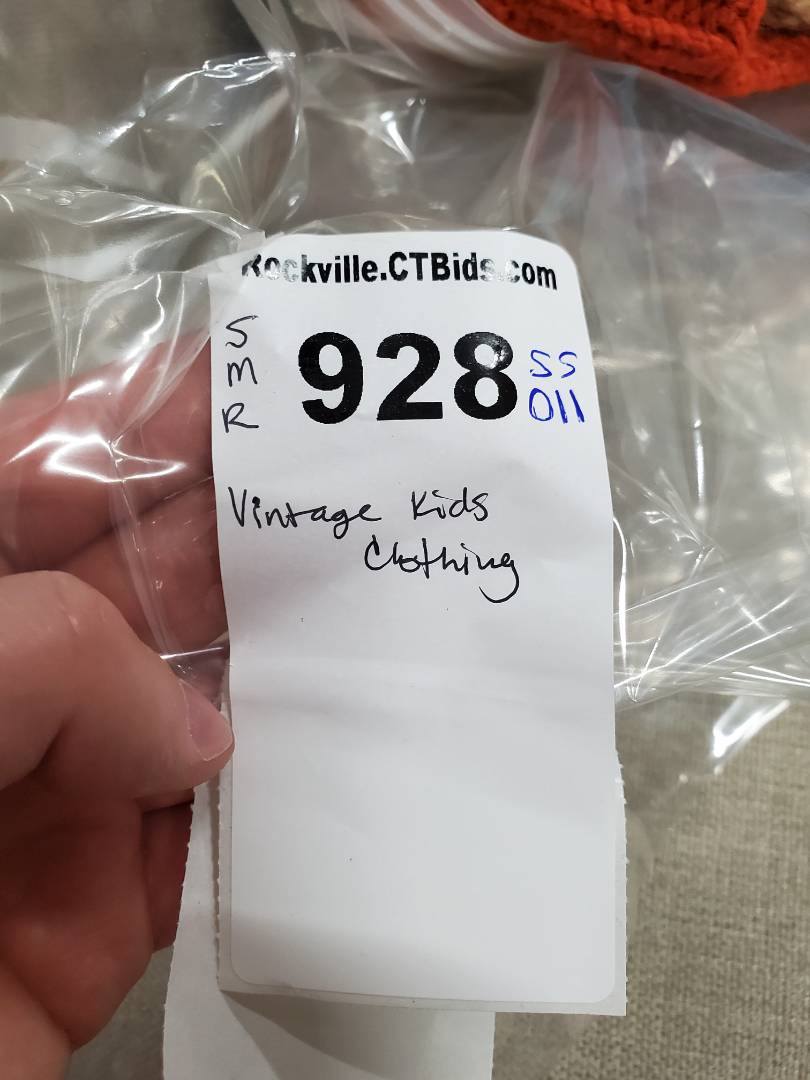 Rockville.CTBids.com
S
M
R
928
SS
011
Vintage Kids
Clothing